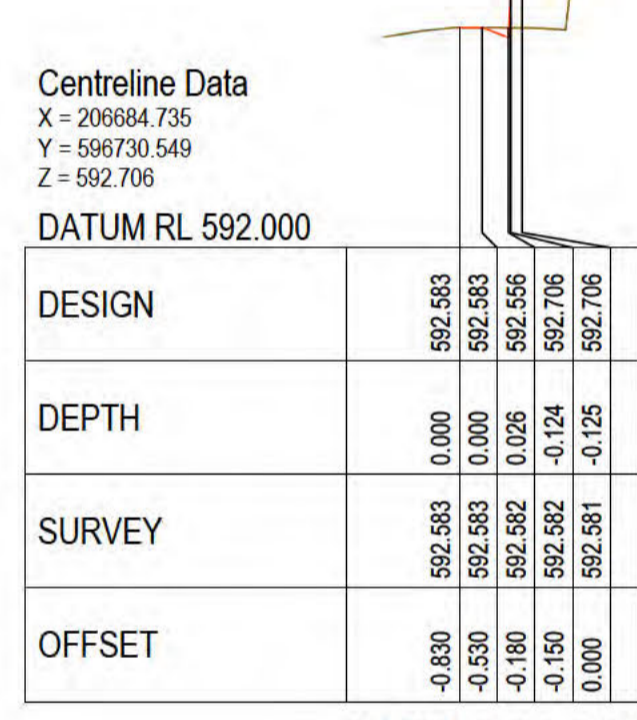 Centreline Data
X = 206684.735
Y = 596730.549
Z = 592.706
DATUM RL 592.000
DESIGN 592.583 592.583 592.556 592.706 592.706
DEPTH 0.000 0.000 0.026 -0.124 -0.125
SURVEY 592.583 592.583 592.582 592.582 592.581
OFFSET -0.830 -0.530 -0.180 -0.150 0.000